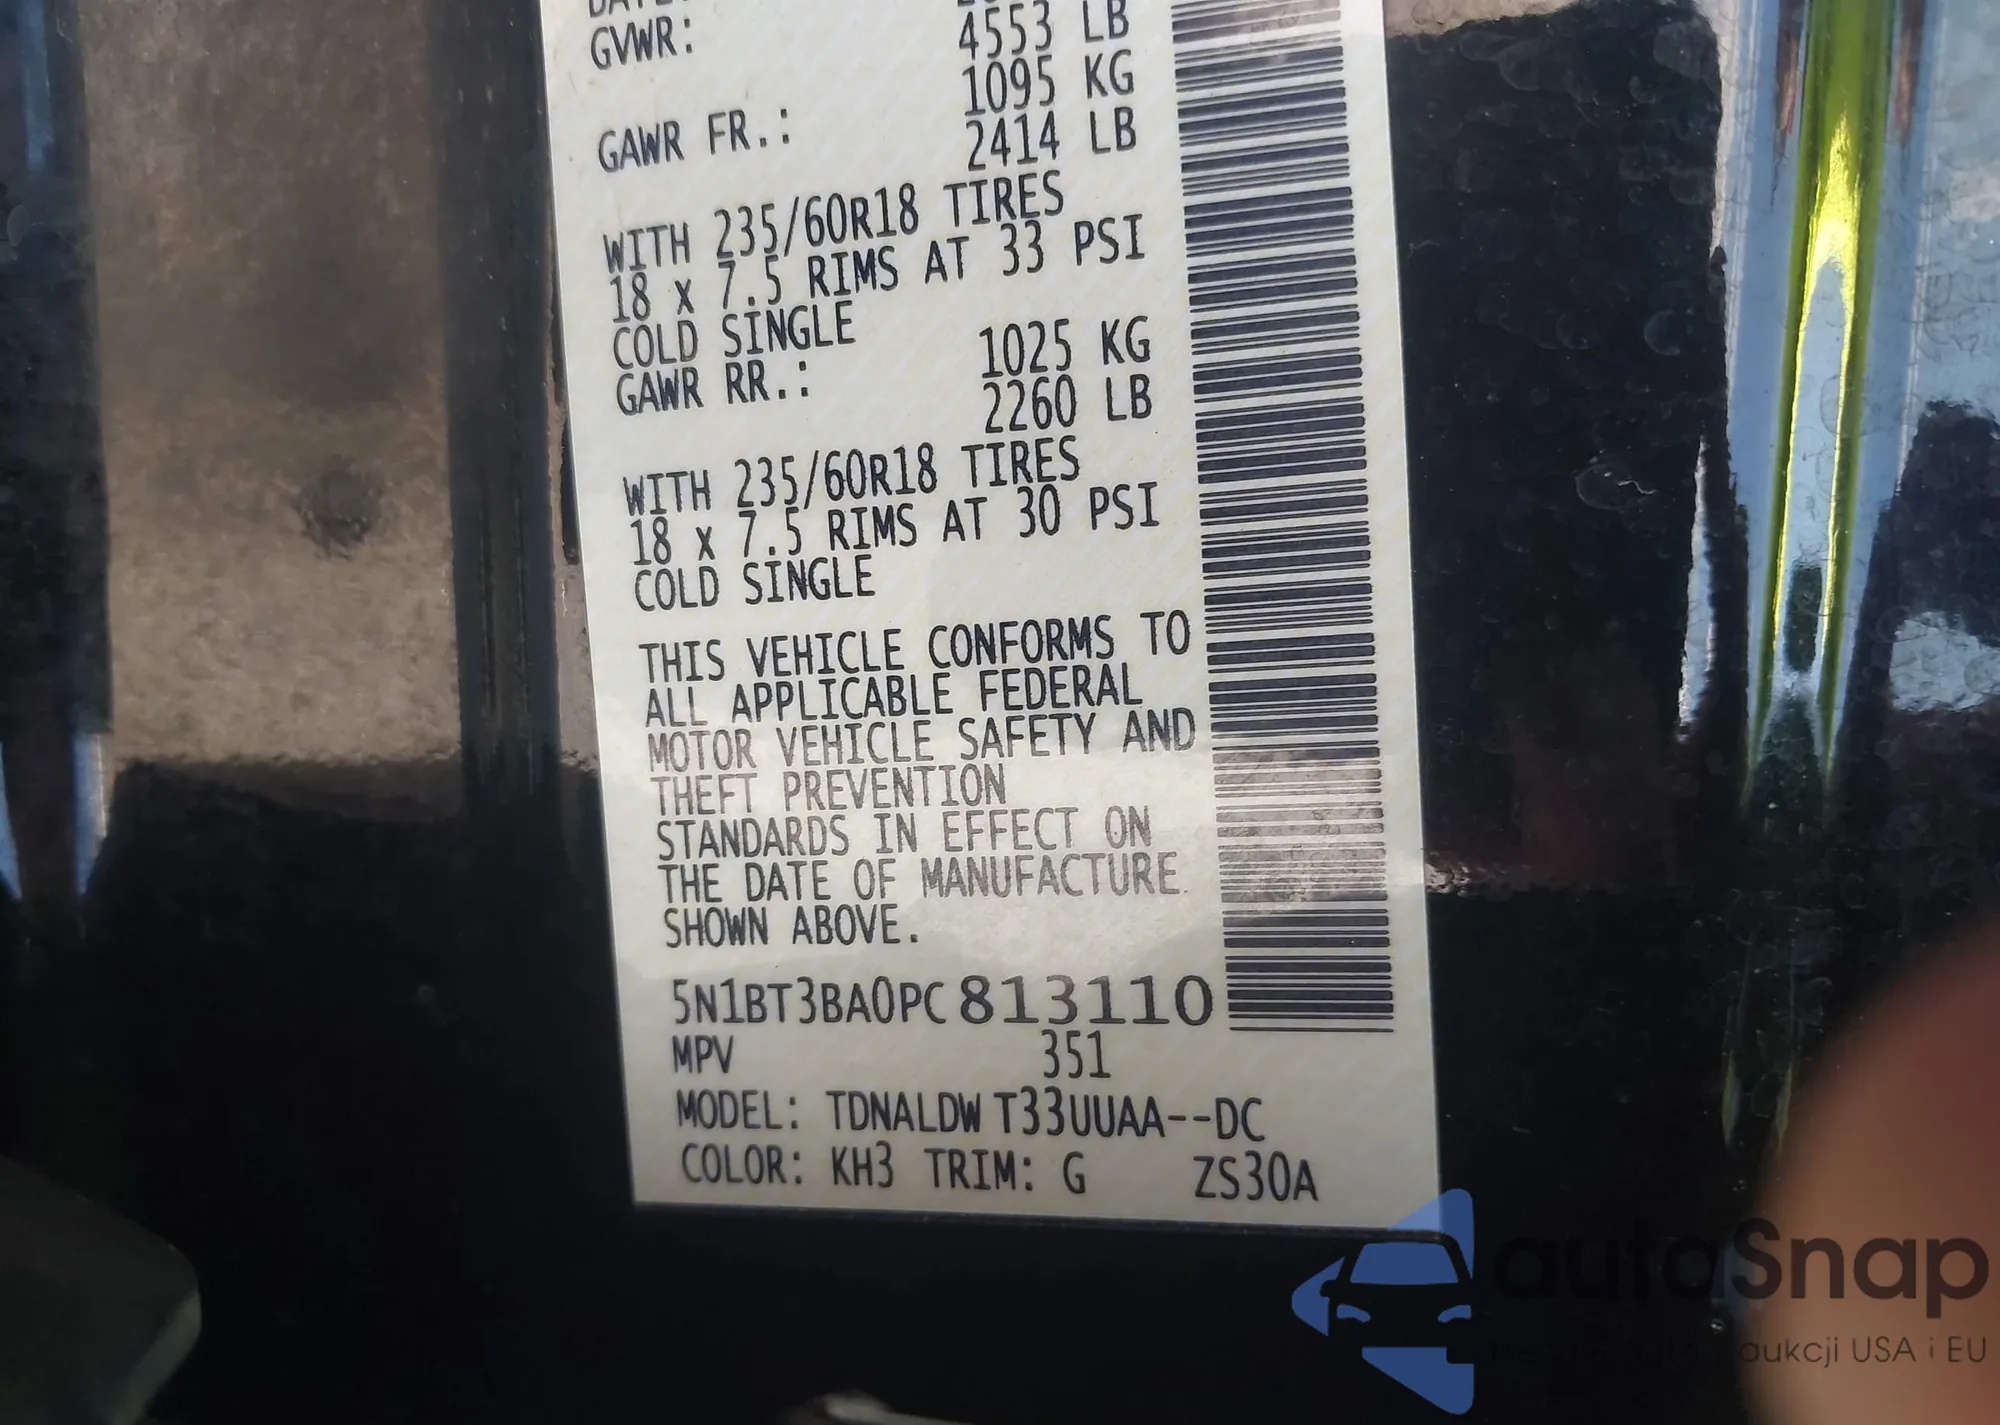 GVWR: 4553 LB
1095 KG
GAWR FR.: 2414 LB
WITH 235/60R18 TIRES
18 x 7.5 RIMS AT 33 PSI
COLD SINGLE
1025 KG
GAWR RR.: 2260 LB
WITH 235/60R18 TIRES
18 x 7.5 RIMS AT 30 PSI
COLD SINGLE
THIS VEHICLE CONFORMS TO
ALL APPLICABLE FEDERAL
MOTOR VEHICLE SAFETY AND
THEFT PREVENTION
STANDARDS IN EFFECT ON
THE DATE OF MANUFACTURE
SHOWN ABOVE.
5N1BT3BA0PC813110
MPV 351
MODEL: TDNALDW T33UUAA--DC
COLOR: KH3 TRIM: G ZS30A
autaSnap
aukcji USA i EU